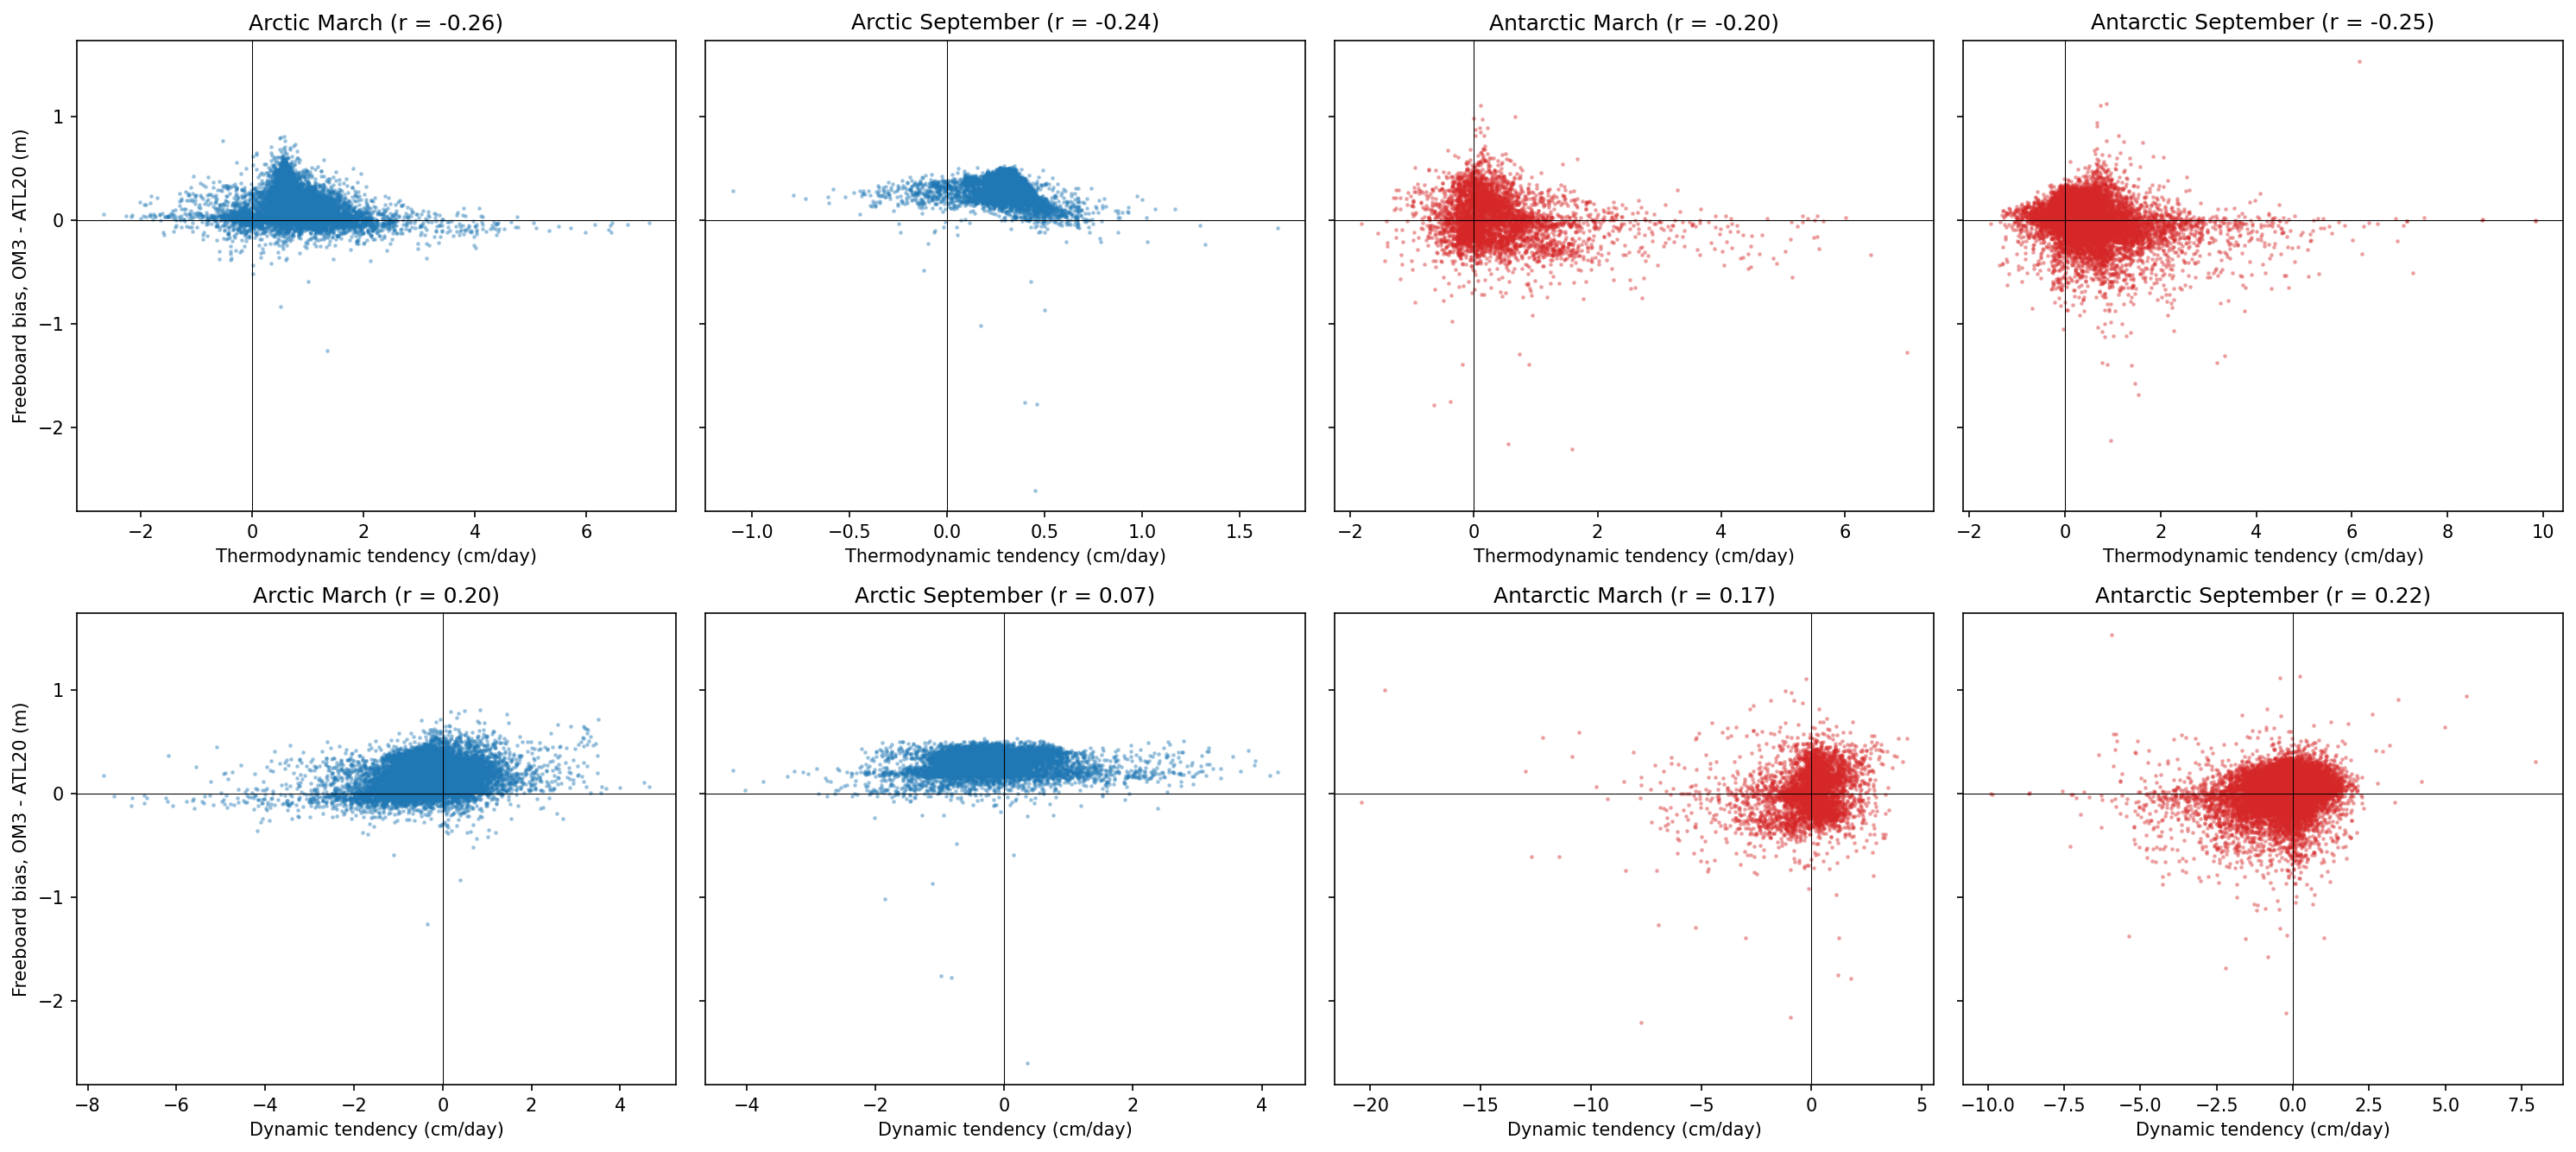 Arctic March (r = -0.26)
Arctic September (r = -0.24)
Antarctic March (r = -0.20)
Antarctic September (r = -0.25)
Freeboard bias, OM3 - ATL20 (m)
1
0
−1
−2
−2 0 2 4 6
−1.0 −0.5 0.0 0.5 1.0 1.5
−2 0 2 4 6
−2 0 2 4 6 8 10
Thermodynamic tendency (cm/day)
Thermodynamic tendency (cm/day)
Thermodynamic tendency (cm/day)
Thermodynamic tendency (cm/day)
Arctic March (r = 0.20)
Arctic September (r = 0.07)
Antarctic March (r = 0.17)
Antarctic September (r = 0.22)
Freeboard bias, OM3 - ATL20 (m)
1
0
−1
−2
−8 −6 −4 −2 0 2 4
−4 −2 0 2 4
−20 −15 −10 −5 0 5
−10.0 −7.5 −5.0 −2.5 0.0 2.5 5.0 7.5
Dynamic tendency (cm/day)
Dynamic tendency (cm/day)
Dynamic tendency (cm/day)
Dynamic tendency (cm/day)